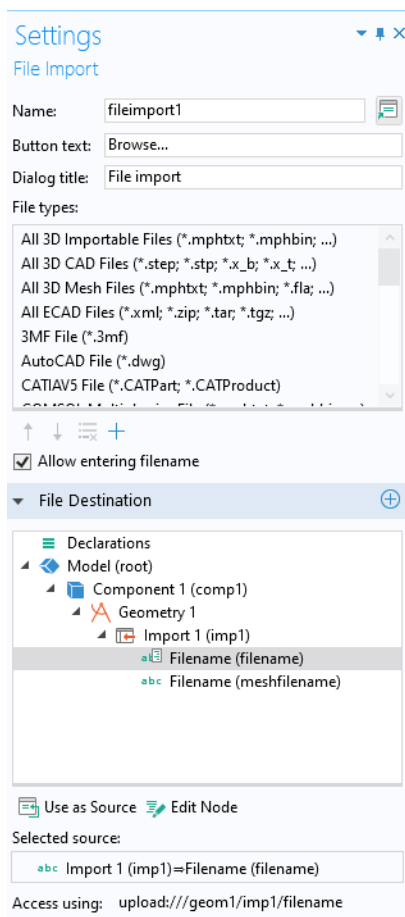 Settings
File Import
Name: fileimport1
Button text: Browse...
Dialog title: File import
File types:
All 3D Importable Files (*.mphtxt; *.mphbin; ...)
All 3D CAD Files (*.step; *.stp; *.x_b; *.x_t; ...)
All 3D Mesh Files (*.mphtxt; *.mphbin; *.fla; ...)
All ECAD Files (*.xml; *.zip; *.tar; *.tgz; ...)
3MF File (*.3mf)
AutoCAD File (*.dwg)
CATIAV5 File (*.CATPart; *.CATProduct)
Allow entering filename
File Destination
Declarations
Model (root)
Component 1 (comp1)
Geometry 1
Import 1 (imp1)
Filename (filename)
abc Filename (meshfilename)
Use as Source Edit Node
Selected source:
abc Import 1 (imp1)⇒Filename (filename)
Access using: upload:///geom1/imp1/filename